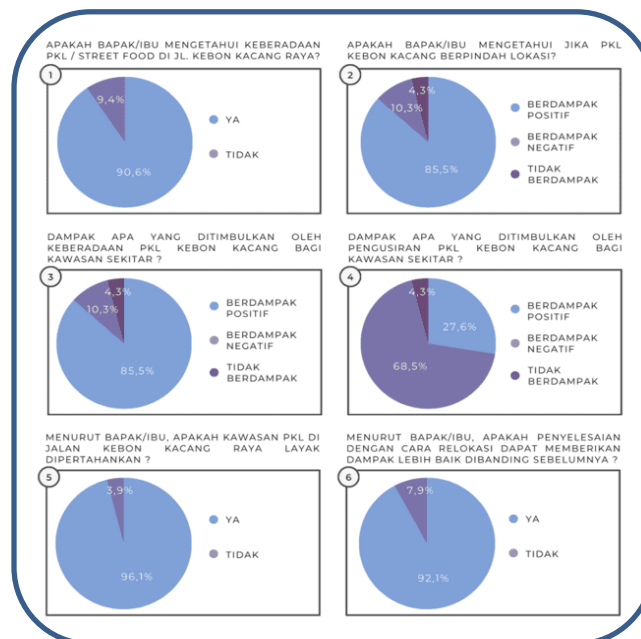 APAKAH BAPAK/IBU MENGETAHUI KEBERADAAN
PKL / STREET FOOD DI JL. KEBON KACANG RAYA?
1
9,4%
90,6%
YA
TIDAK
APAKAH BAPAK/IBU MENGETAHUI JIKA PKL
KEBON KACANG BERPINDAH LOKASI?
2
4,3%
10,3%
85,5%
BERDAMPAK
POSITIF
BERDAMPAK
NEGATIF
TIDAK
BERDAMPAK
DAMPAK APA YANG DITIMBULKAN OLEH
KEBERADAAN PKL KEBON KACANG BAGI
KAWASAN SEKITAR ?
3
4,3%
10,3%
85,5%
BERDAMPAK
POSITIF
BERDAMPAK
NEGATIF
TIDAK
BERDAMPAK
DAMPAK APA YANG DITIMBULKAN OLEH
PENGUSIRAN PKL KEBON KACANG BAGI
KAWASAN SEKITAR ?
4
4,3%
27,6%
68,5%
BERDAMPAK
POSITIF
BERDAMPAK
NEGATIF
TIDAK
BERDAMPAK
MENURUT BAPAK/IBU, APAKAH KAWASAN PKL DI
JALAN KEBON KACANG RAYA LAYAK
DIPERTAHANKAN ?
5
3,9%
96,1%
YA
TIDAK
MENURUT BAPAK/IBU, APAKAH PENYELESAIAN
DENGAN CARA RELOKASI DAPAT MEMBERIKAN
DAMPAK LEBIH BAIK DIBANDING SEBELUMNYA ?
6
7,9%
92,1%
YA
TIDAK